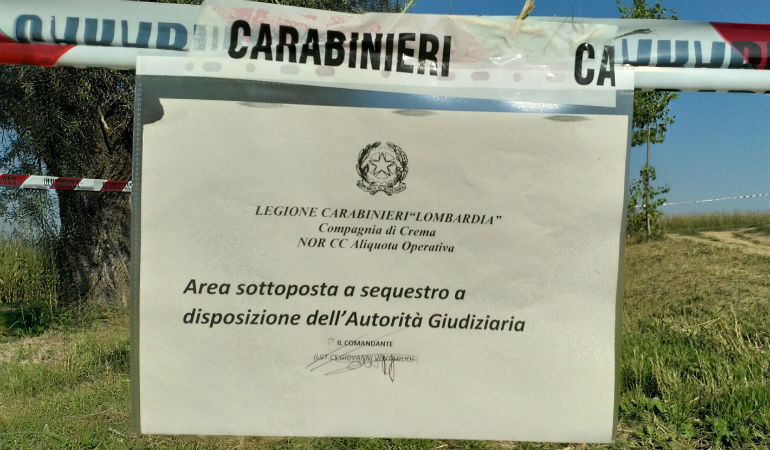 CARABINIERI
CA
LEGIONE CARABINIERI“LOMBARDIA”
Compagnia di Crema
NOR CC Aliquota Operativa
Area sottoposta a sequestro a
disposizione dell’Autorità Giudiziaria
P IL COMANDANTE